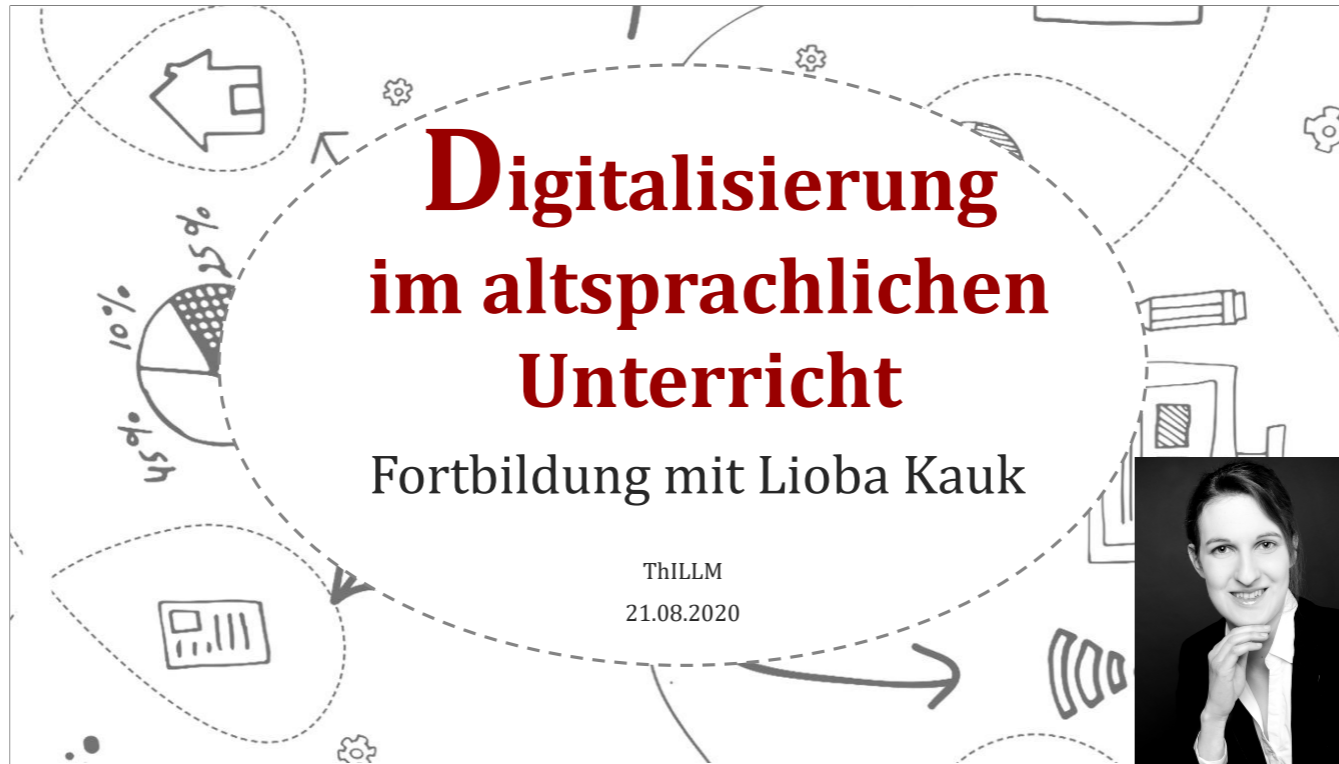 Digitalisierung
im altsprachlichen
Unterricht
Fortbildung mit Lioba Kauk
ThILLM
21.08.2020
25%
10%
45%